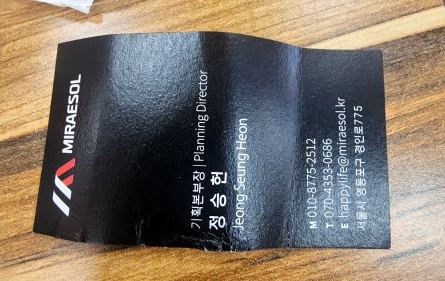 MIRAESOL
기획본부장 | Planning Director
정승헌
Jeong Seung Heon
M 010-8775-2512
T 070-4353-0686
E happylife@miraesol.kr
서울시 영등포구 경인로775